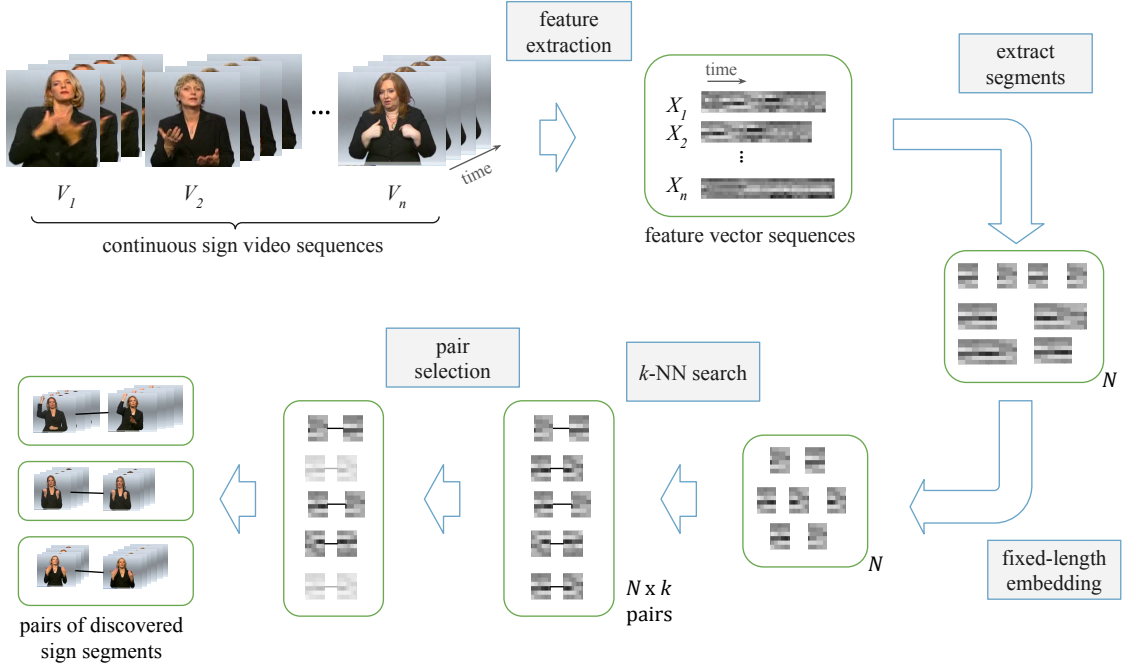 feature
extraction
extract
segments
time
X1
X2
⋮
Xn
...
time
V1
V2
Vn
continuous sign video sequences
feature vector sequences
N
pair
selection
k-NN search
N
fixed-length
embedding
N x k
pairs
pairs of discovered
sign segments